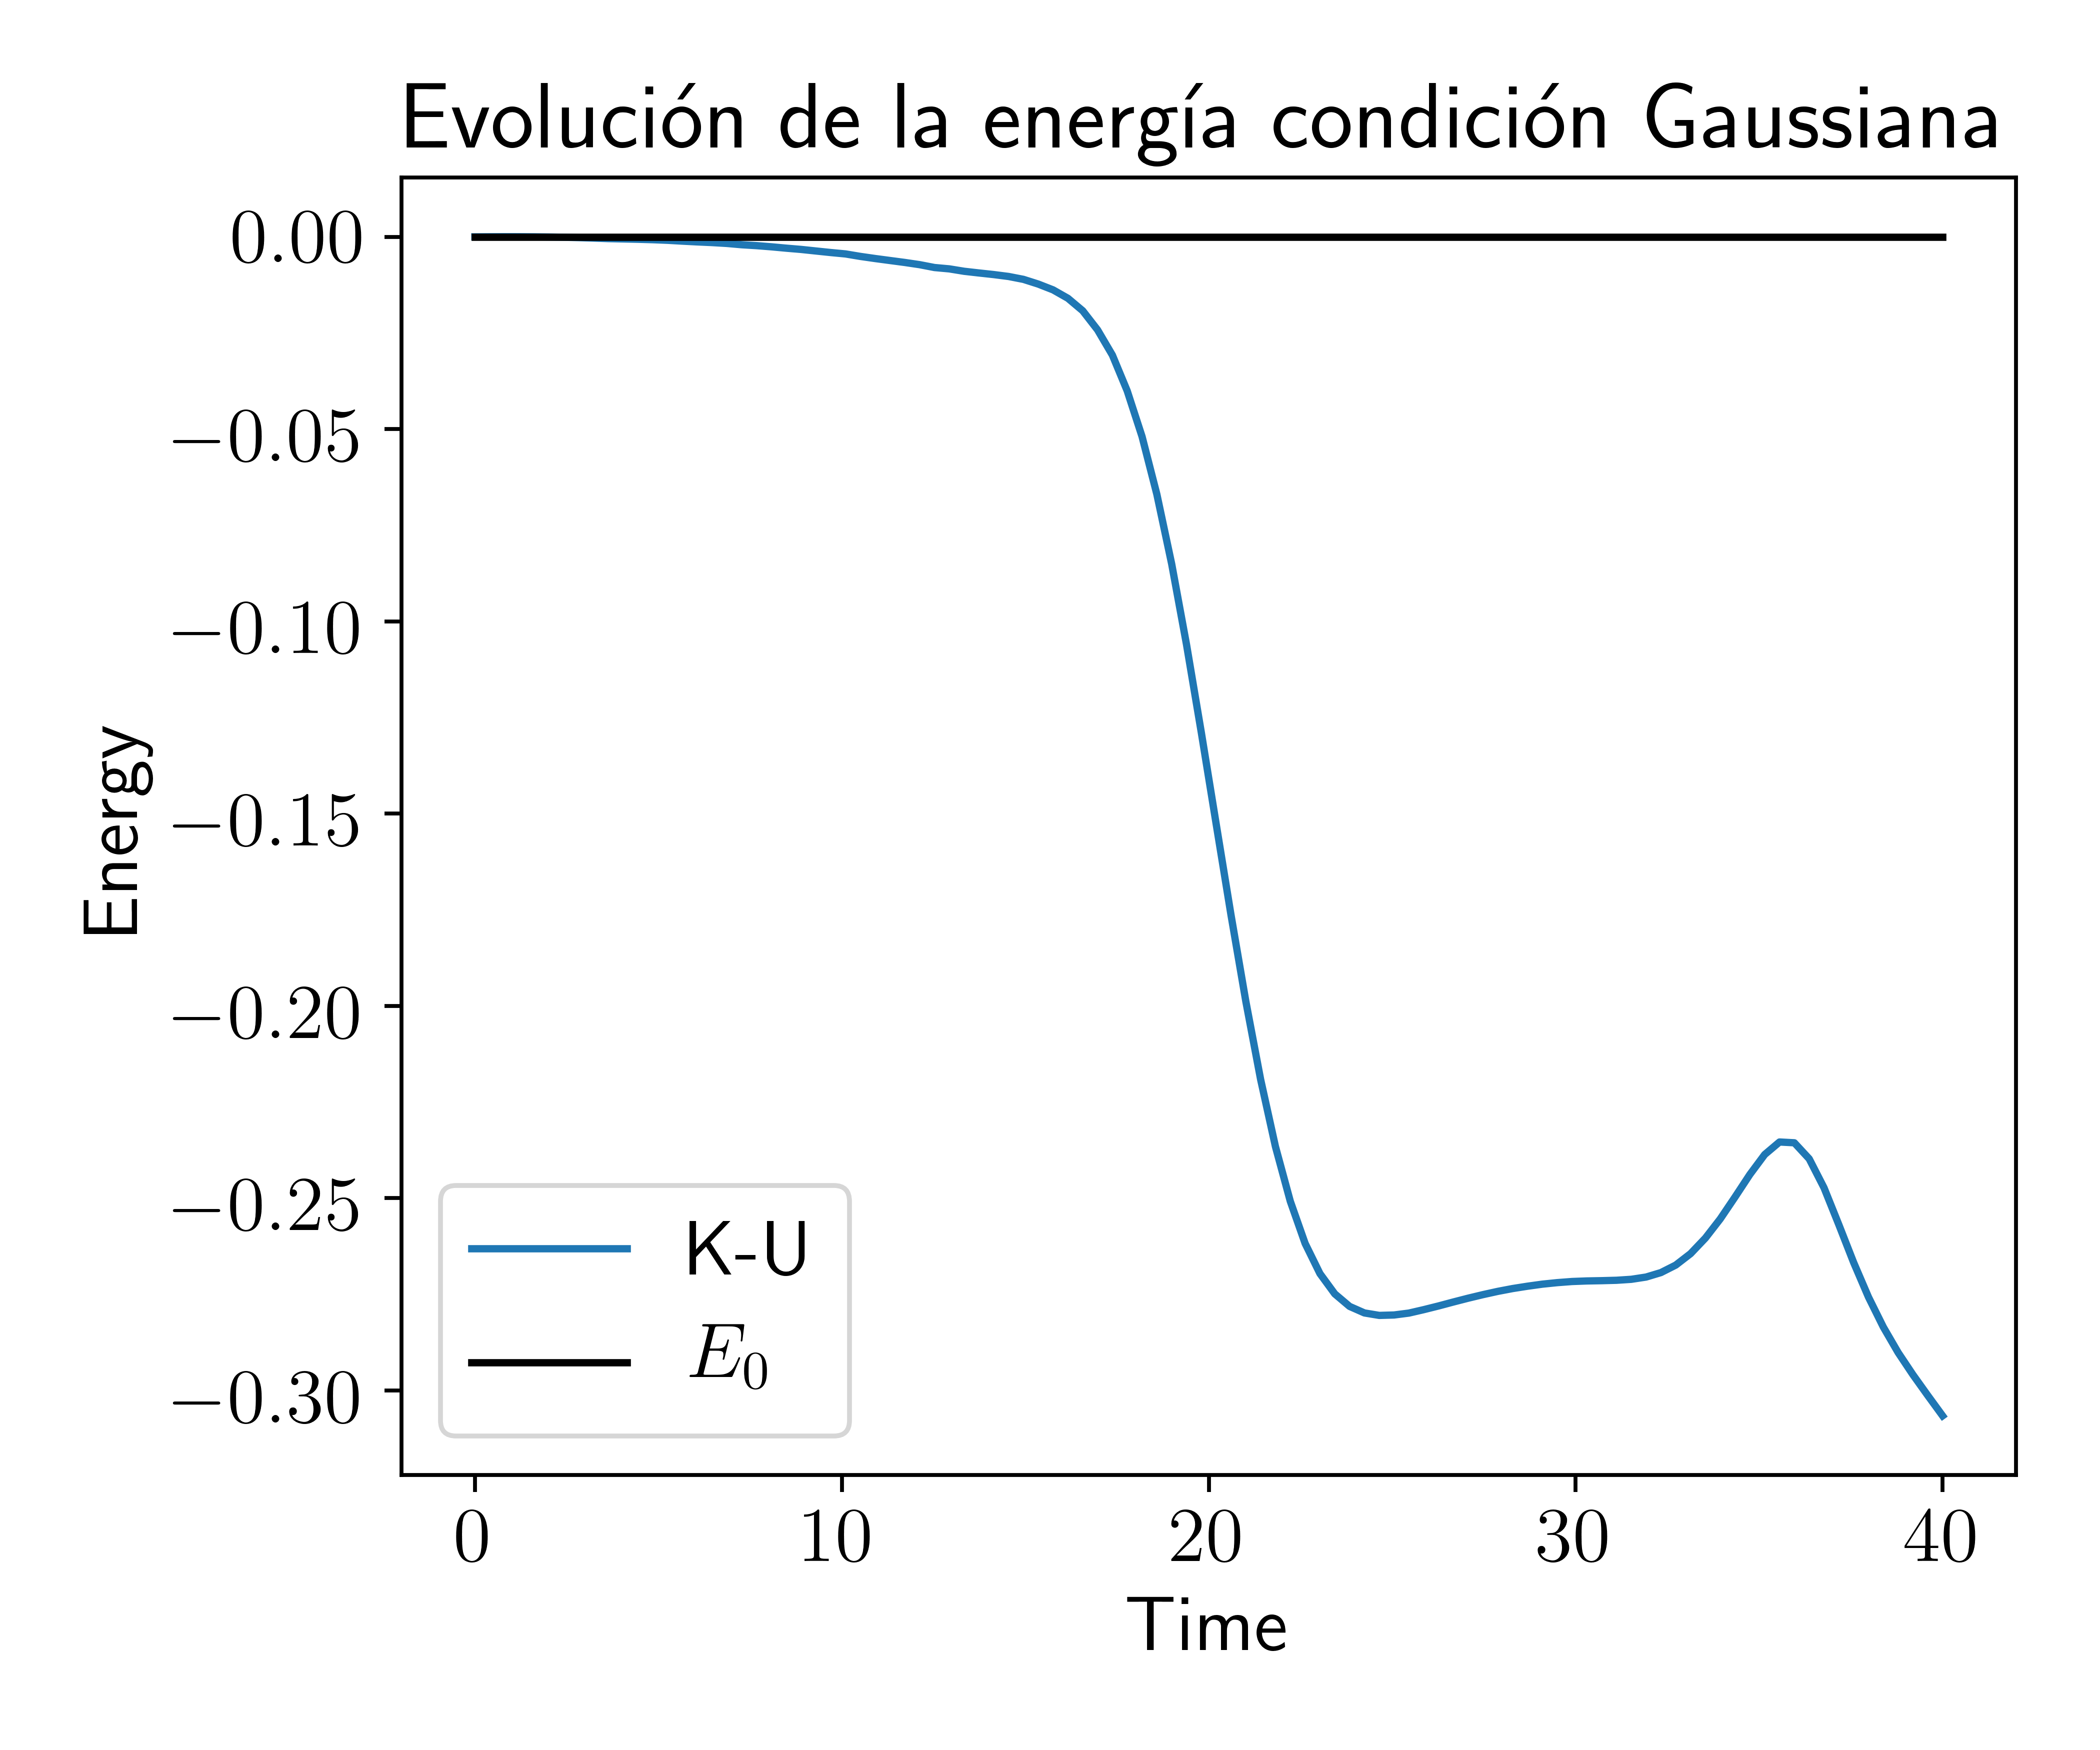 Evolución de la energía condición Gaussiana
0.00
−0.05
−0.10
−0.15
−0.20
−0.25
−0.30
Energy
K-U
E₀
0 10 20 30 40
Time